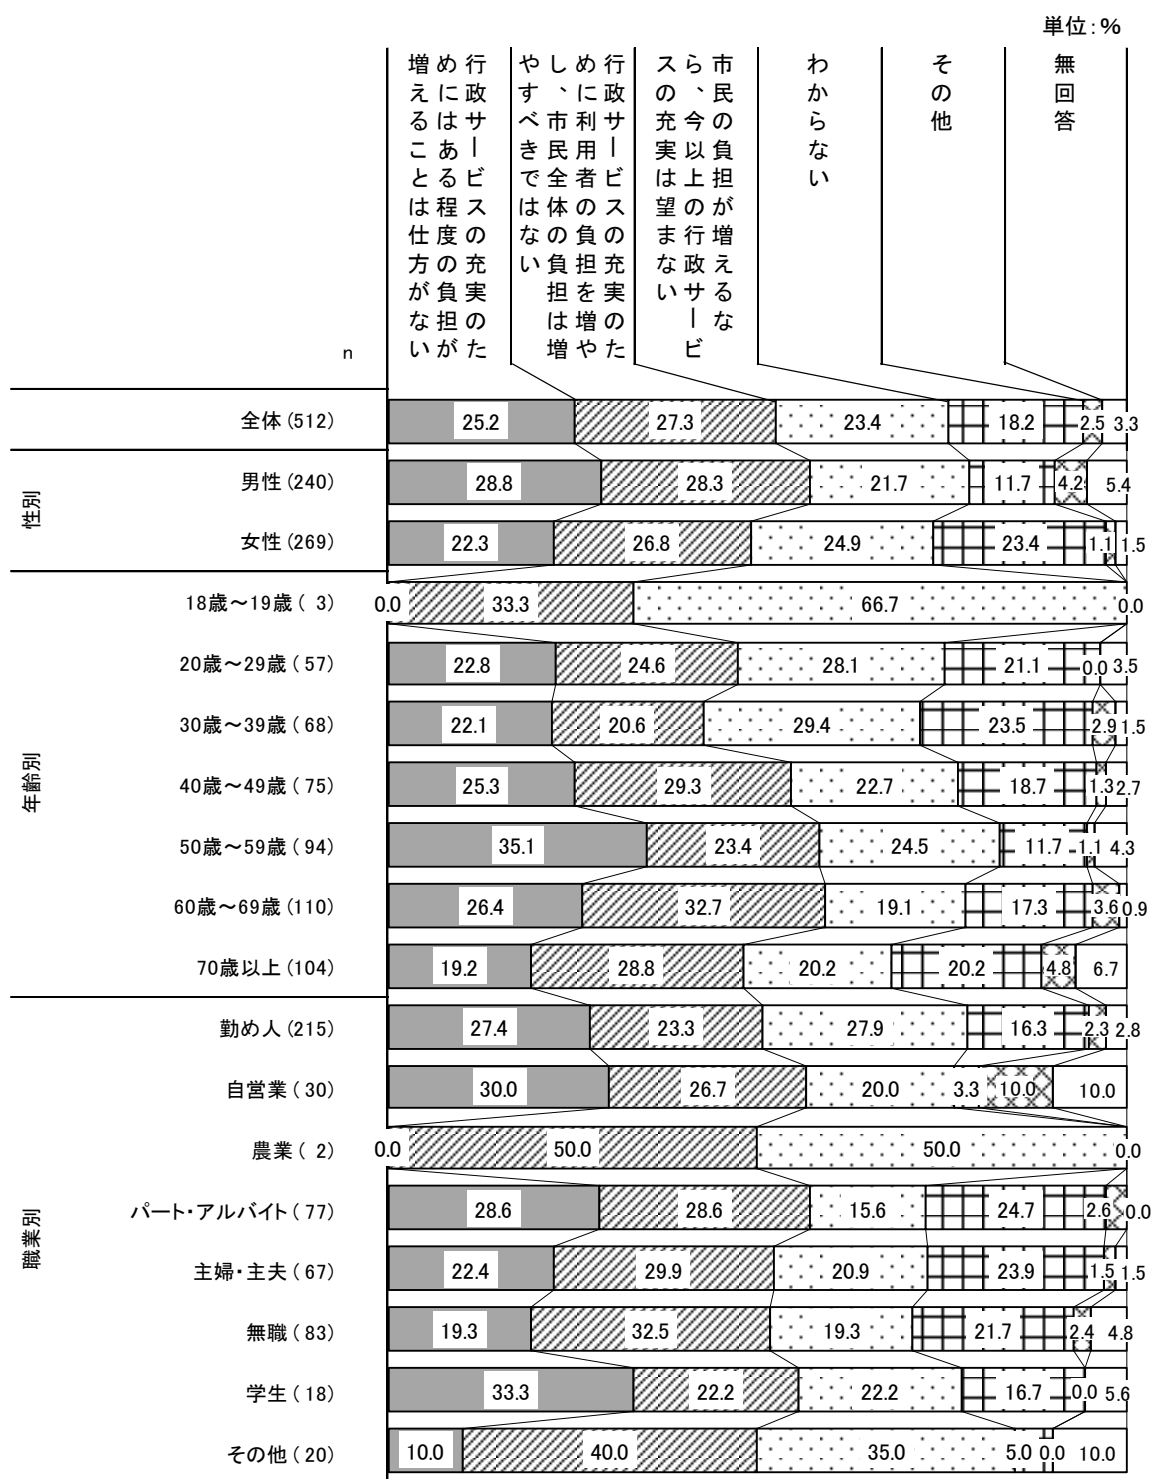 単位：%
行政サービスの充実のた
めにはある程度の負担が
増えることは仕方がない
行政サービスの充実のた
めに利用者の負担を増や
し、市民全体の負担は増
やすべきではない
市民の負担が増えるな
ら、今以上の行政サービ
スの充実は望まない
わからない
その他
無回答
n
全体(512) 25.2 27.3 23.4 18.2 2.5 3.3
性別
男性(240) 28.8 28.3 21.7 11.7 4.2 5.4
女性(269) 22.3 26.8 24.9 23.4 1.1 1.5
年齢別
18歳～19歳( 3) 0.0 33.3 66.7 0.0
20歳～29歳( 57) 22.8 24.6 28.1 21.1 0.0 3.5
30歳～39歳( 68) 22.1 20.6 29.4 23.5 2.9 1.5
40歳～49歳( 75) 25.3 29.3 22.7 18.7 1.3 2.7
50歳～59歳( 94) 35.1 23.4 24.5 11.7 1.1 4.3
60歳～69歳(110) 26.4 32.7 19.1 17.3 3.6 0.9
70歳以上(104) 19.2 28.8 20.2 20.2 4.8 6.7
職業別
勤め人(215) 27.4 23.3 27.9 16.3 2.3 2.8
自営業( 30) 30.0 26.7 20.0 3.3 10.0 10.0
農業( 2) 0.0 50.0 50.0 0.0
パート・アルバイト( 77) 28.6 28.6 15.6 24.7 2.6 0.0
主婦・主夫( 67) 22.4 29.9 20.9 23.9 1.5 1.5
無職( 83) 19.3 32.5 19.3 21.7 2.4 4.8
学生( 18) 33.3 22.2 22.2 16.7 0.0 5.6
その他( 20) 10.0 40.0 35.0 5.0 0.0 10.0